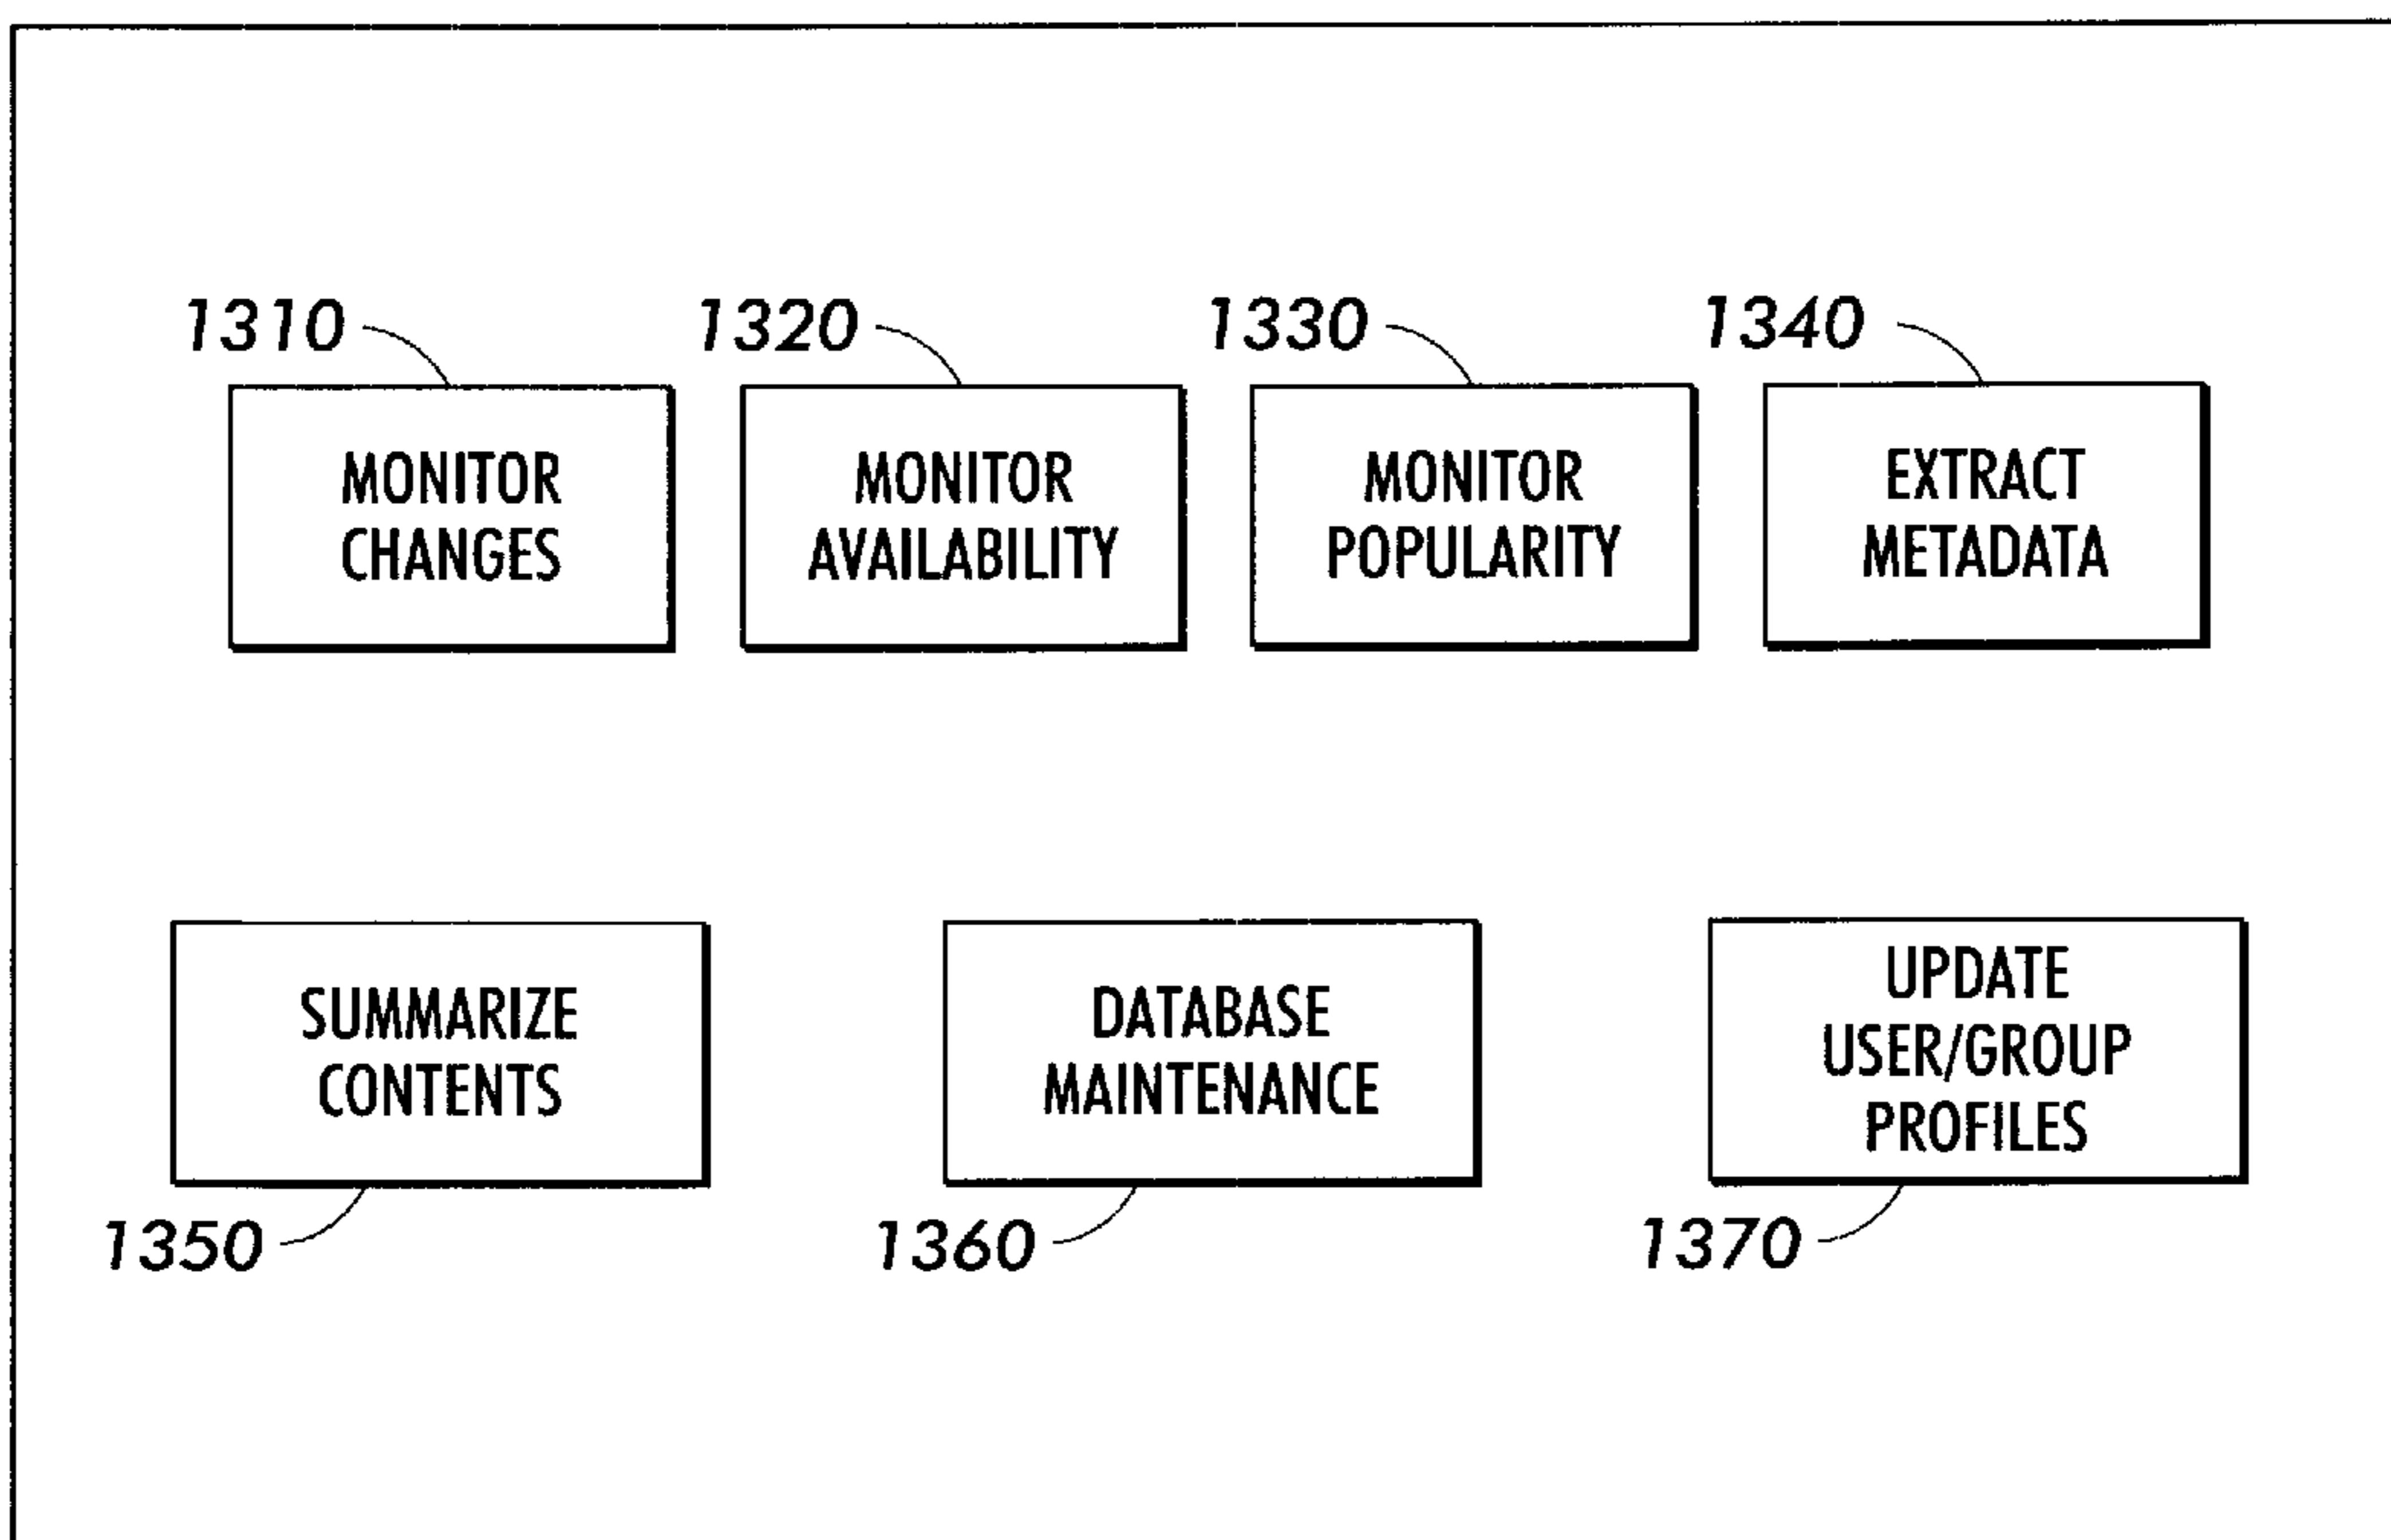 1310
1320
1330
1340
MONITOR
CHANGES
MONITOR
AVAILABILITY
MONITOR
POPULARITY
EXTRACT
METADATA
SUMMARIZE
CONTENTS
DATABASE
MAINTENANCE
UPDATE
USER/GROUP
PROFILES
1350
1360
1370